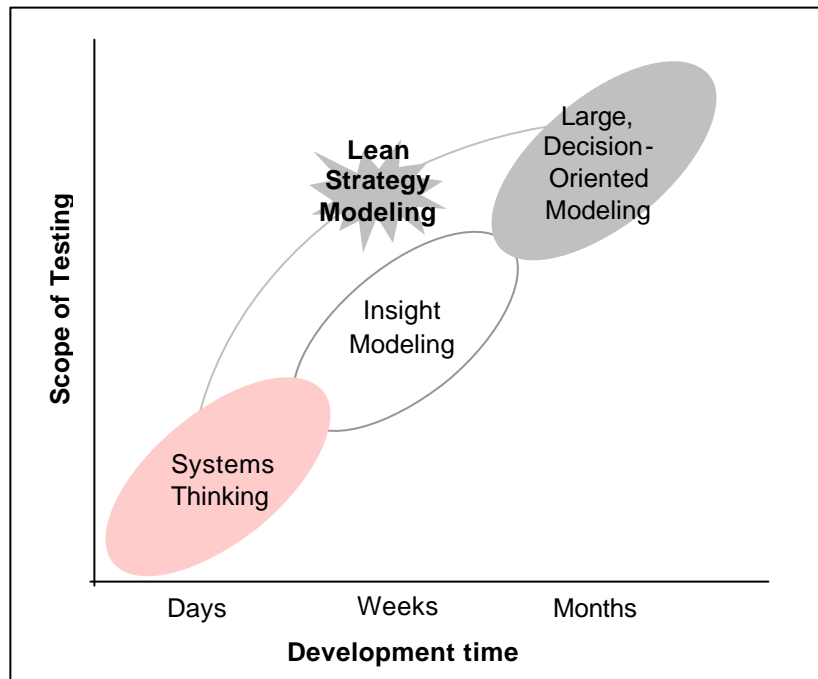 Scope of Testing
Lean
Strategy
Modeling
Large,
Decision-
Oriented
Modeling
Insight
Modeling
Systems
Thinking
Days
Weeks
Months
Development time